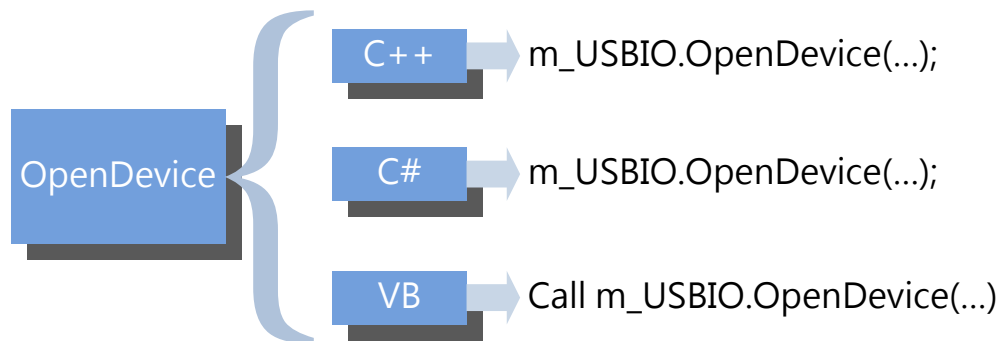 OpenDevice
C++
m_USBIO.OpenDevice(...);
C#
m_USBIO.OpenDevice(...);
VB
Call m_USBIO.OpenDevice(...)